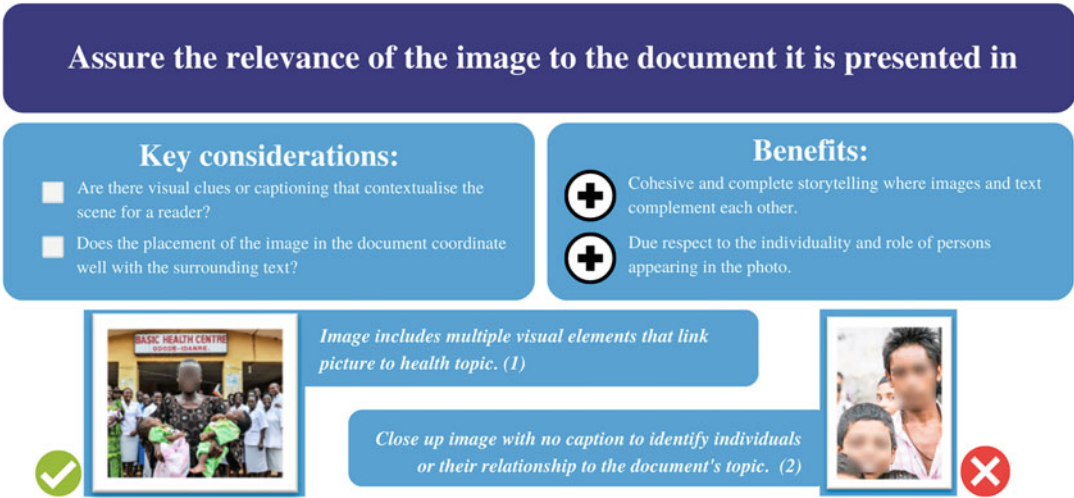 Assure the relevance of the image to the document it is presented in
Key considerations:
Are there visual clues or captioning that contextualise the
scene for a reader?
Does the placement of the image in the document coordinate
well with the surrounding text?
Benefits:
Cohesive and complete storytelling where images and text
complement each other.
Due respect to the individuality and role of persons
appearing in the photo.
BASIC HEALTH CENTRE
Image includes multiple visual elements that link
picture to health topic. (1)
Close up image with no caption to identify individuals
or their relationship to the document's topic. (2)